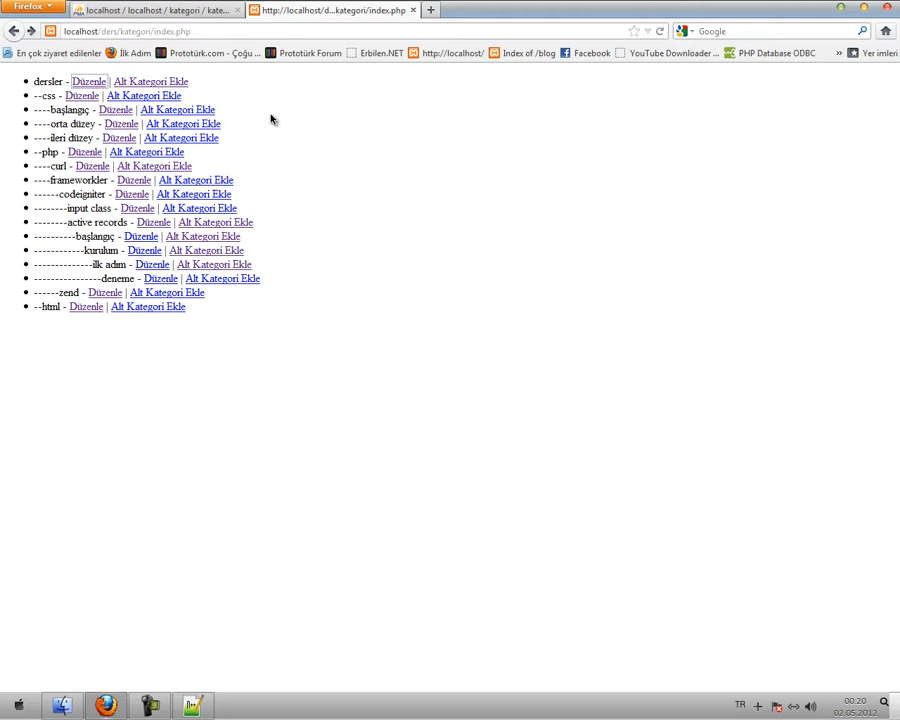 Firefox
localhost / localhost / kategori / kate...
http://localhost/d...kategori/index.php
localhost/ders/kategori/index.php
Google
En çok ziyaret edilenler
İlk Adım
Prototürk.com - Çoğu ...
Prototürk Forum
Erbilen.NET
http://localhost/
Index of /blog
Facebook
YouTube Downloader ...
PHP Database ODBC
»
Yer imleri
dersler - Düzenle | Alt Kategori Ekle
--css - Düzenle | Alt Kategori Ekle
----başlangıç - Düzenle | Alt Kategori Ekle
----orta düzey - Düzenle | Alt Kategori Ekle
----ileri düzey - Düzenle | Alt Kategori Ekle
--php - Düzenle | Alt Kategori Ekle
----curl - Düzenle | Alt Kategori Ekle
----frameworkler - Düzenle | Alt Kategori Ekle
------codeigniter - Düzenle | Alt Kategori Ekle
--------input class - Düzenle | Alt Kategori Ekle
--------active records - Düzenle | Alt Kategori Ekle
----------başlangıç - Düzenle | Alt Kategori Ekle
------------kurulum - Düzenle | Alt Kategori Ekle
--------------ilk adım - Düzenle | Alt Kategori Ekle
----------------deneme - Düzenle | Alt Kategori Ekle
------zend - Düzenle | Alt Kategori Ekle
--html - Düzenle | Alt Kategori Ekle
TR
00:20
02.05.2012